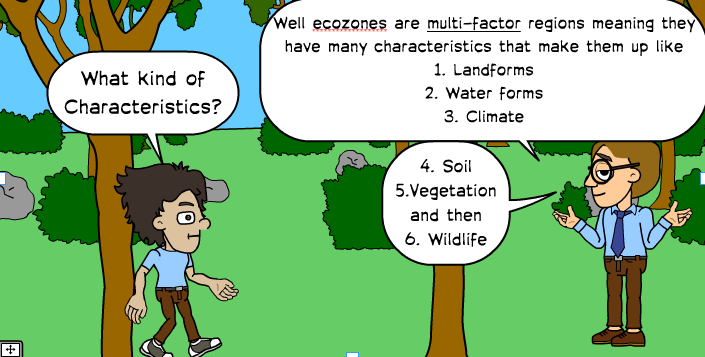 What kind of
Characteristics?
Well ecozones are multi-factor regions meaning they
have many characteristics that make them up like
1. Landforms
2. Water forms
3. Climate
4. Soil
5.Vegetation
and then
6. Wildlife